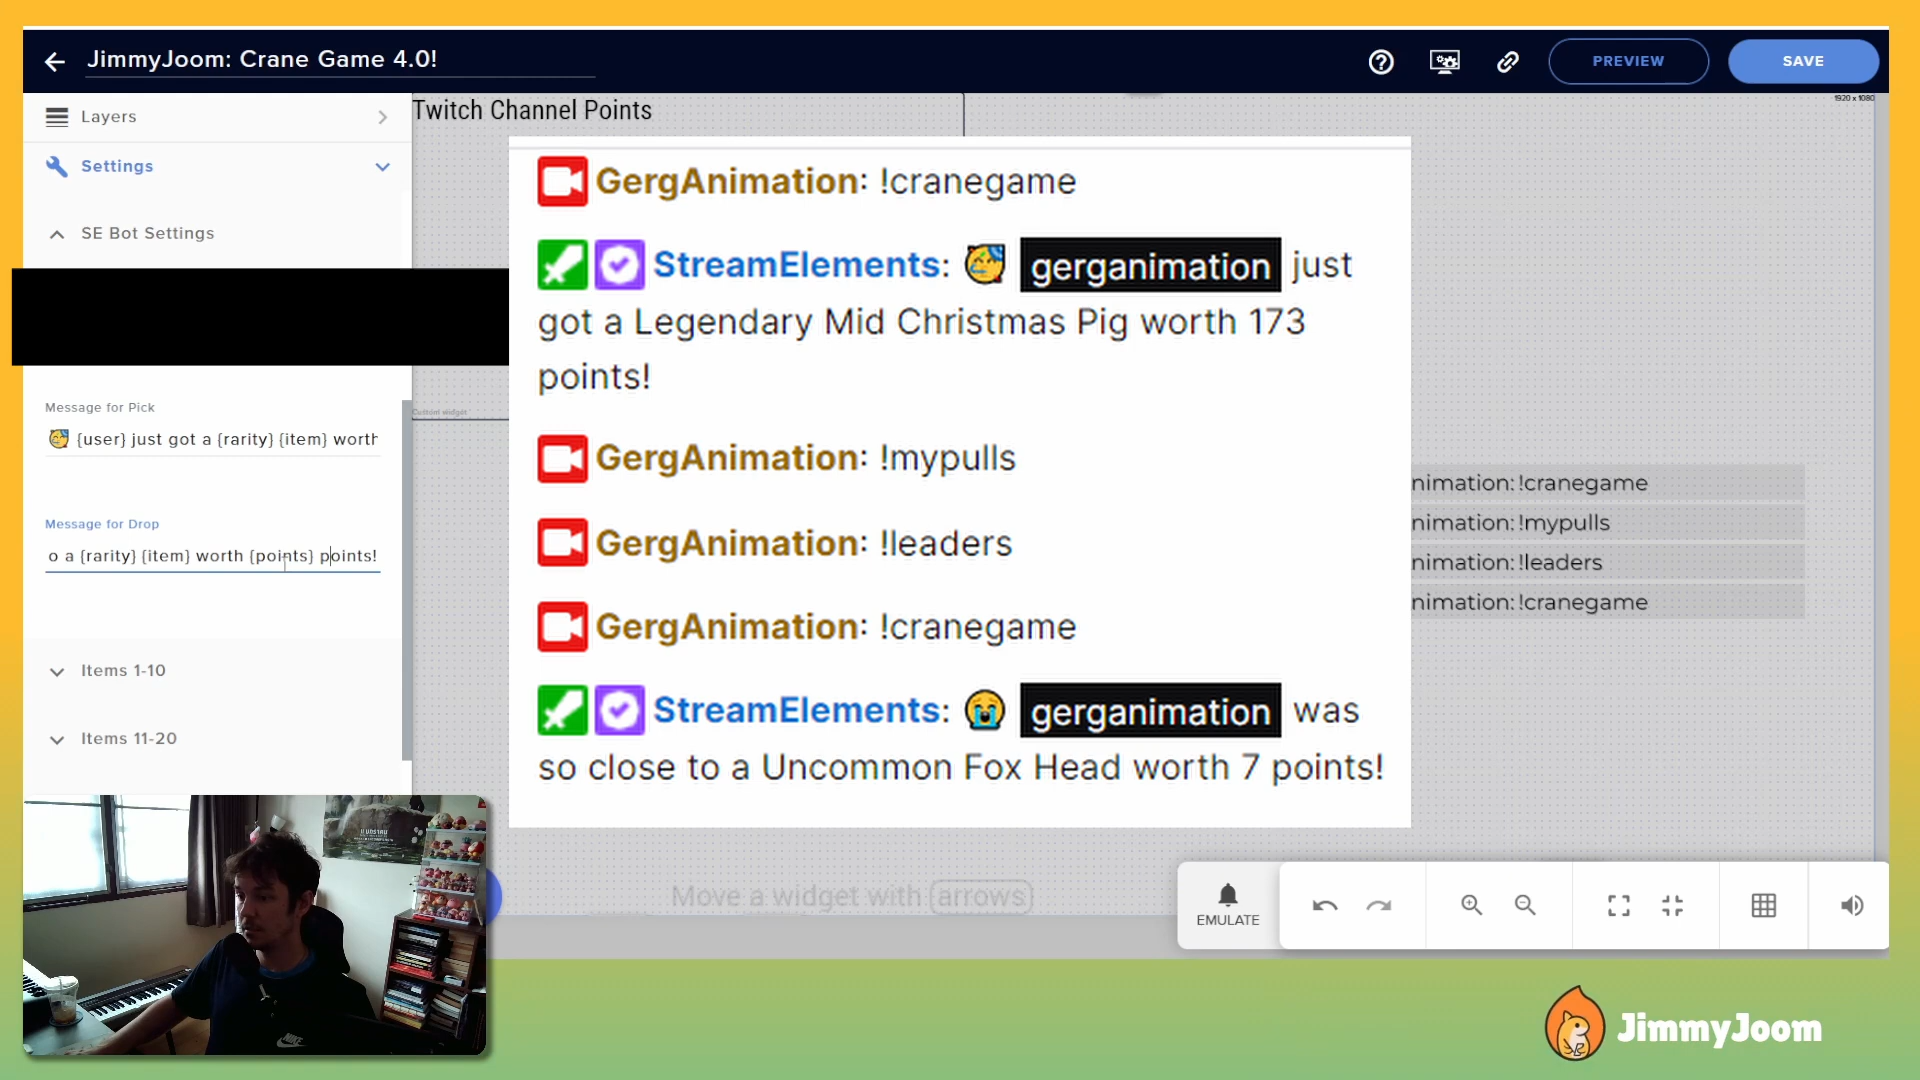 JimmyJoom: Crane Game 4.0!
PREVIEW
SAVE
Layers
Settings
SE Bot Settings
Message for Pick
🥳 {user} just got a {rarity} {item} worth
Message for Drop
o a {rarity} {item} worth {points} points!
Items 1-10
Items 11-20
Twitch Channel Points
1920 x 1080
Custom widget
GergAnimation: !cranegame
StreamElements: 🥳 gerganimation just
got a Legendary Mid Christmas Pig worth 173
points!
GergAnimation: !mypulls
GergAnimation: !leaders
GergAnimation: !cranegame
StreamElements: 😭 gerganimation was
so close to a Uncommon Fox Head worth 7 points!
nimation: !cranegame
nimation: !mypulls
nimation: !leaders
nimation: !cranegame
Move a widget with arrows
EMULATE
JimmyJoom